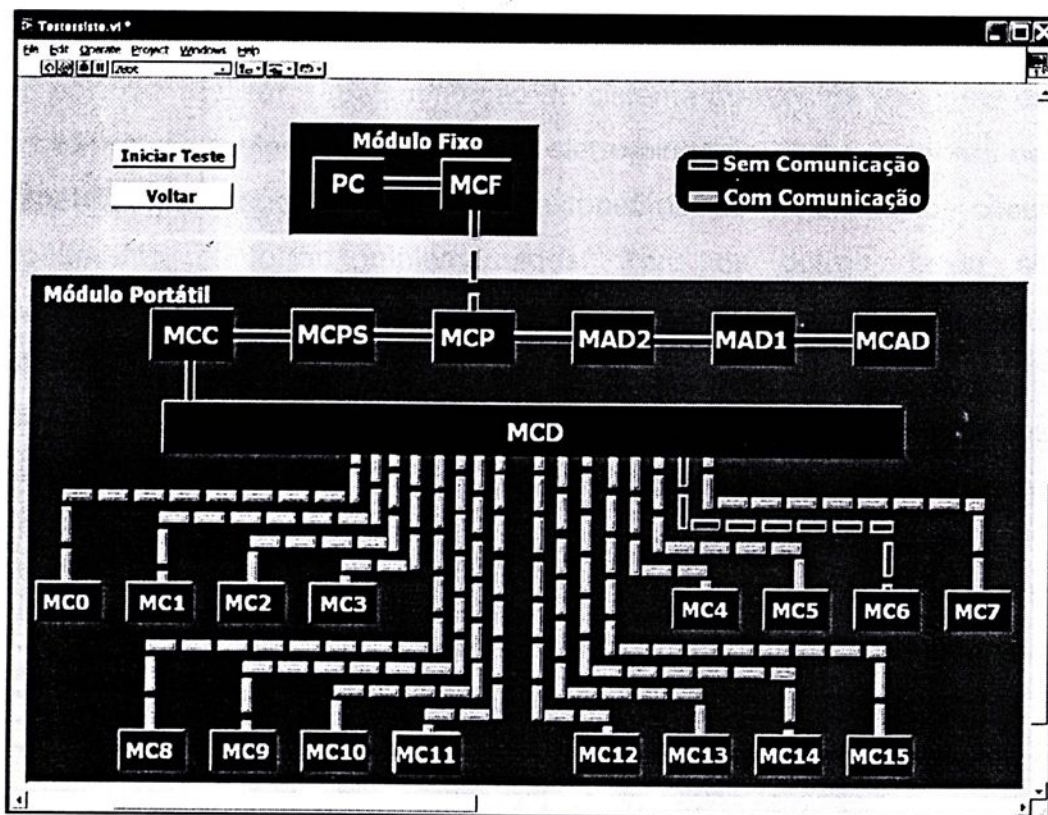 Testersiste.vi *
File Edit Operate Project Windows Help
Iniciar Teste
Voltar
Módulo Fixo
PC
MCF
Sem Comunicação
Com Comunicação
Módulo Portátil
MCC MCPS MCP MAD2 MAD1 MCAD
MCD
MC0 MC1 MC2 MC3 MC4 MC5 MC6 MC7
MC8 MC9 MC10 MC11 MC12 MC13 MC14 MC15